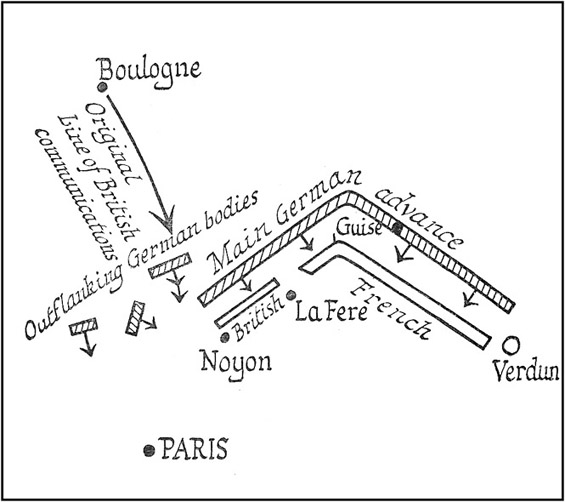 Boulogne
Original
Line of British
communications
Outflanking German bodies
Main German advance
Guise
British
La Fere
French
Noyon
Verdun
PARIS